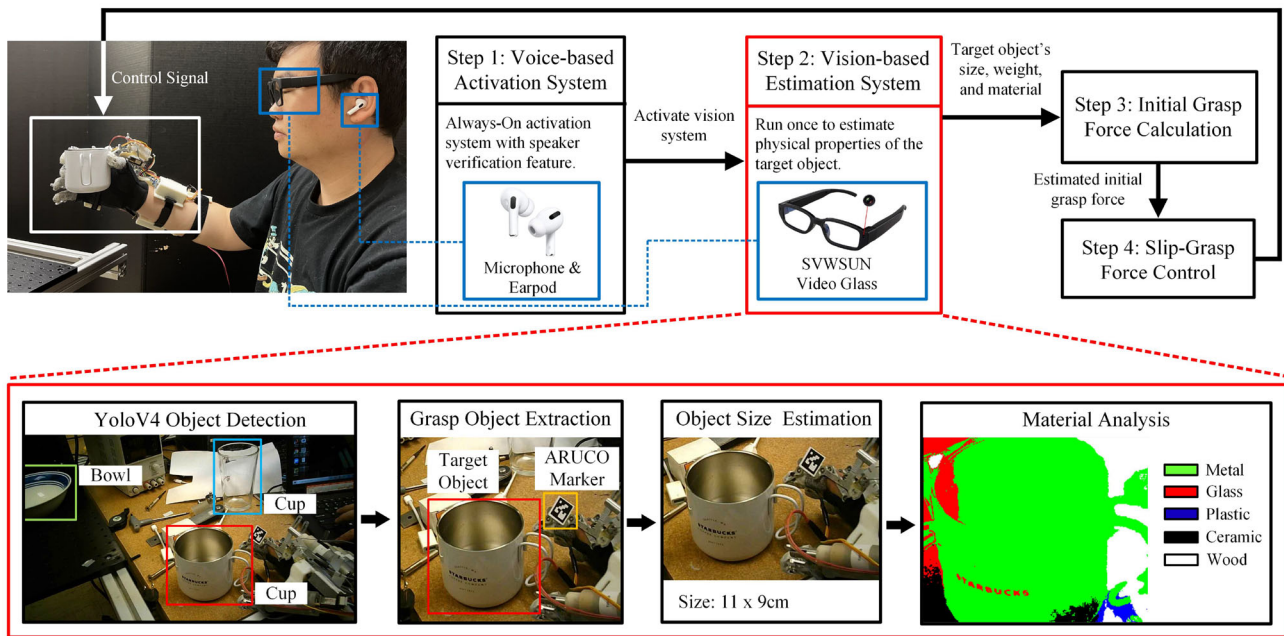 Control Signal
Step 1: Voice-based
Activation System
Always-On activation
system with speaker
verification feature.
Microphone &
Earpod
Activate vision
system
Step 2: Vision-based
Estimation System
Run once to estimate
physical properties of the
target object.
SVWSUN
Video Glass
Target object's
size, weight,
and material
Step 3: Initial Grasp
Force Calculation
Estimated initial
grasp force
Step 4: Slip-Grasp
Force Control
YoloV4 Object Detection
Bowl
Cup
STARBUCKS
Cup
Grasp Object Extraction
Target
Object
ARUCO
Marker
STARBUCKS
Object Size Estimation
STARBUCKS
Size: 11 x 9cm
Material Analysis
STARBUCKS
Metal
Glass
Plastic
Ceramic
Wood